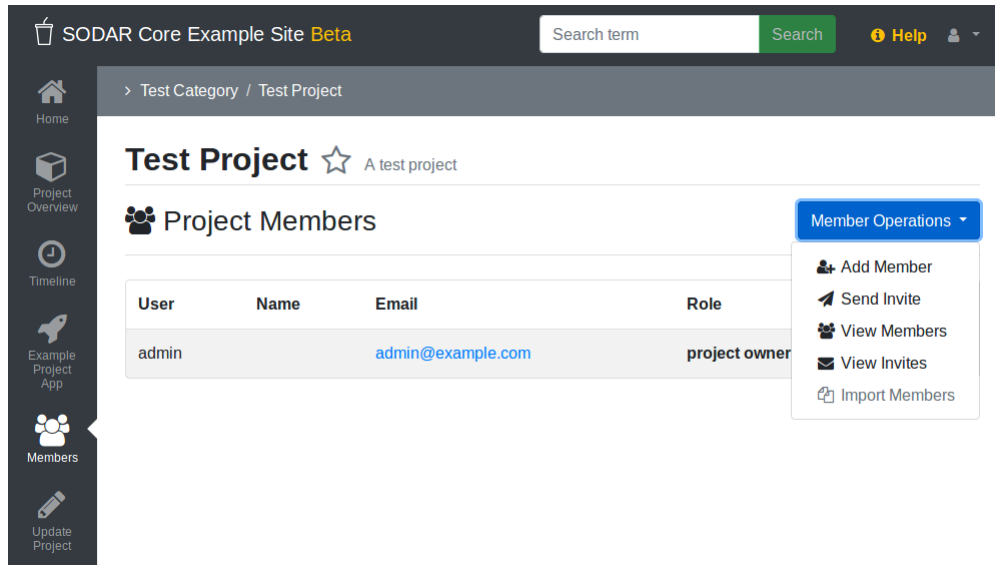 SODAR Core Example Site Beta
Search term
Search
Help
Home
> Test Category / Test Project
Project
Overview
Timeline
Example
Project
App
Members
Update
Project
Test Project
A test project
Project Members
Member Operations
Add Member
Send Invite
View Members
View Invites
Import Members
User Name Email Role
admin admin@example.com project owner